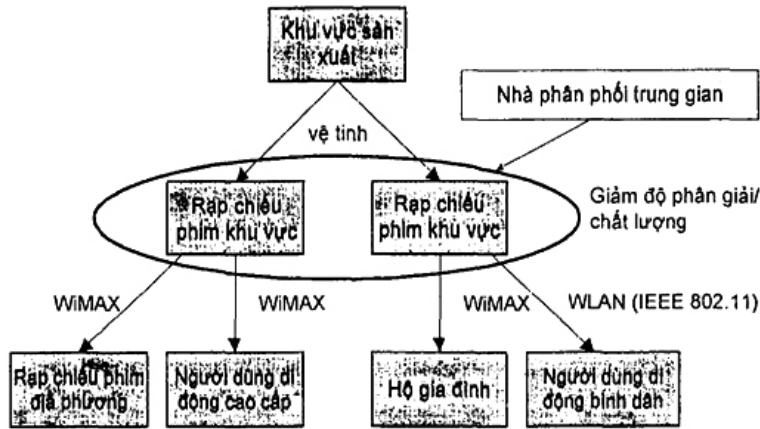 Khu vực sản
xuất
Nhà phân phối trung gian
vệ tinh
Rạp chiếu
phim khu vực
Rạp chiếu
phim khu vực
Giảm độ phân giải/
chất lượng
WiMAX
WiMAX
WiMAX
WLAN (IEEE 802.11)
Rạp chiếu phim
địa phương
Người dùng di
động cao cấp
Hộ gia đình
Người dùng di
động bình dân